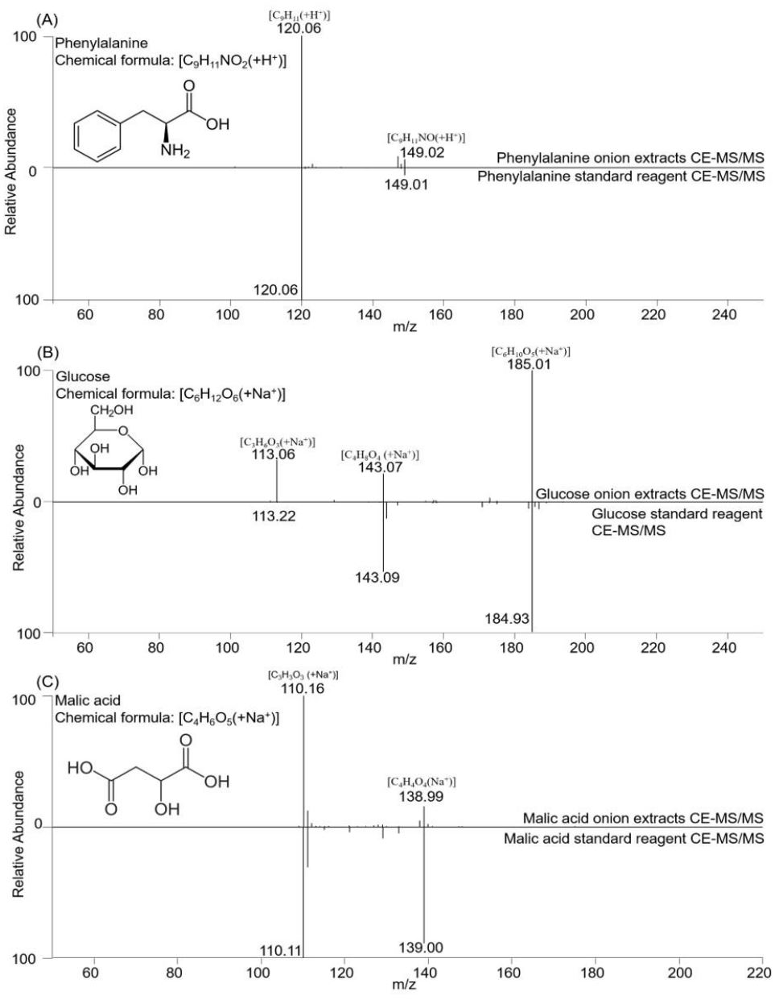 (A)
[C₉H₁₁(+H⁺)]
120.06
100
Phenylalanine
Chemical formula: [C₉H₁₁NO₂(+H⁺)]
O
OH
NH₂
[C₉H₁₁NO(+H⁺)]
149.02
Phenylalanine onion extracts CE-MS/MS
0
Phenylalanine standard reagent CE-MS/MS
149.01
Relative Abundance
120.06
100
60 80 100 120 140 160 180 200 220 240
m/z
(B)
[C₆H₁₀O₅(+Na⁺)]
185.01
100
Glucose
Chemical formula: [C₆H₁₂O₆(+Na⁺)]
CH₂OH
O
OH
OH
OH
OH
[C₃H₆O₃(+Na⁺)]
113.06
[C₄H₈O₄ (+Na⁺)]
143.07
Glucose onion extracts CE-MS/MS
0
Glucose standard reagent
CE-MS/MS
113.22
143.09
184.93
Relative Abundance
100
60 80 100 120 140 160 180 200 220 240
m/z
(C)
[C₃H₃O₃ (+Na⁺)]
110.16
100
Malic acid
Chemical formula: [C₄H₆O₅(+Na⁺)]
O
HO
OH
O
OH
[C₄H₄O₄(Na⁺)]
138.99
Malic acid onion extracts CE-MS/MS
0
Malic acid standard reagent CE-MS/MS
Relative Abundance
110.11
139.00
100
60 80 100 120 140 160 180 200 220
m/z